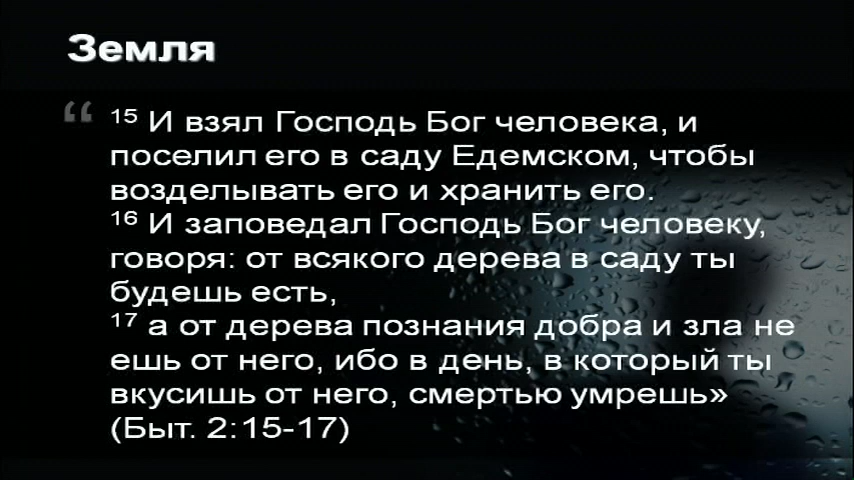 Земля
“ 15 И взял Господь Бог человека, и
поселил его в саду Едемском, чтобы
возделывать его и хранить его.
16 И заповедал Господь Бог человеку,
говоря: от всякого дерева в саду ты
будешь есть,
17 а от дерева познания добра и зла не
ешь от него, ибо в день, в который ты
вкусишь от него, смертью умрешь»
(Быт. 2:15-17)